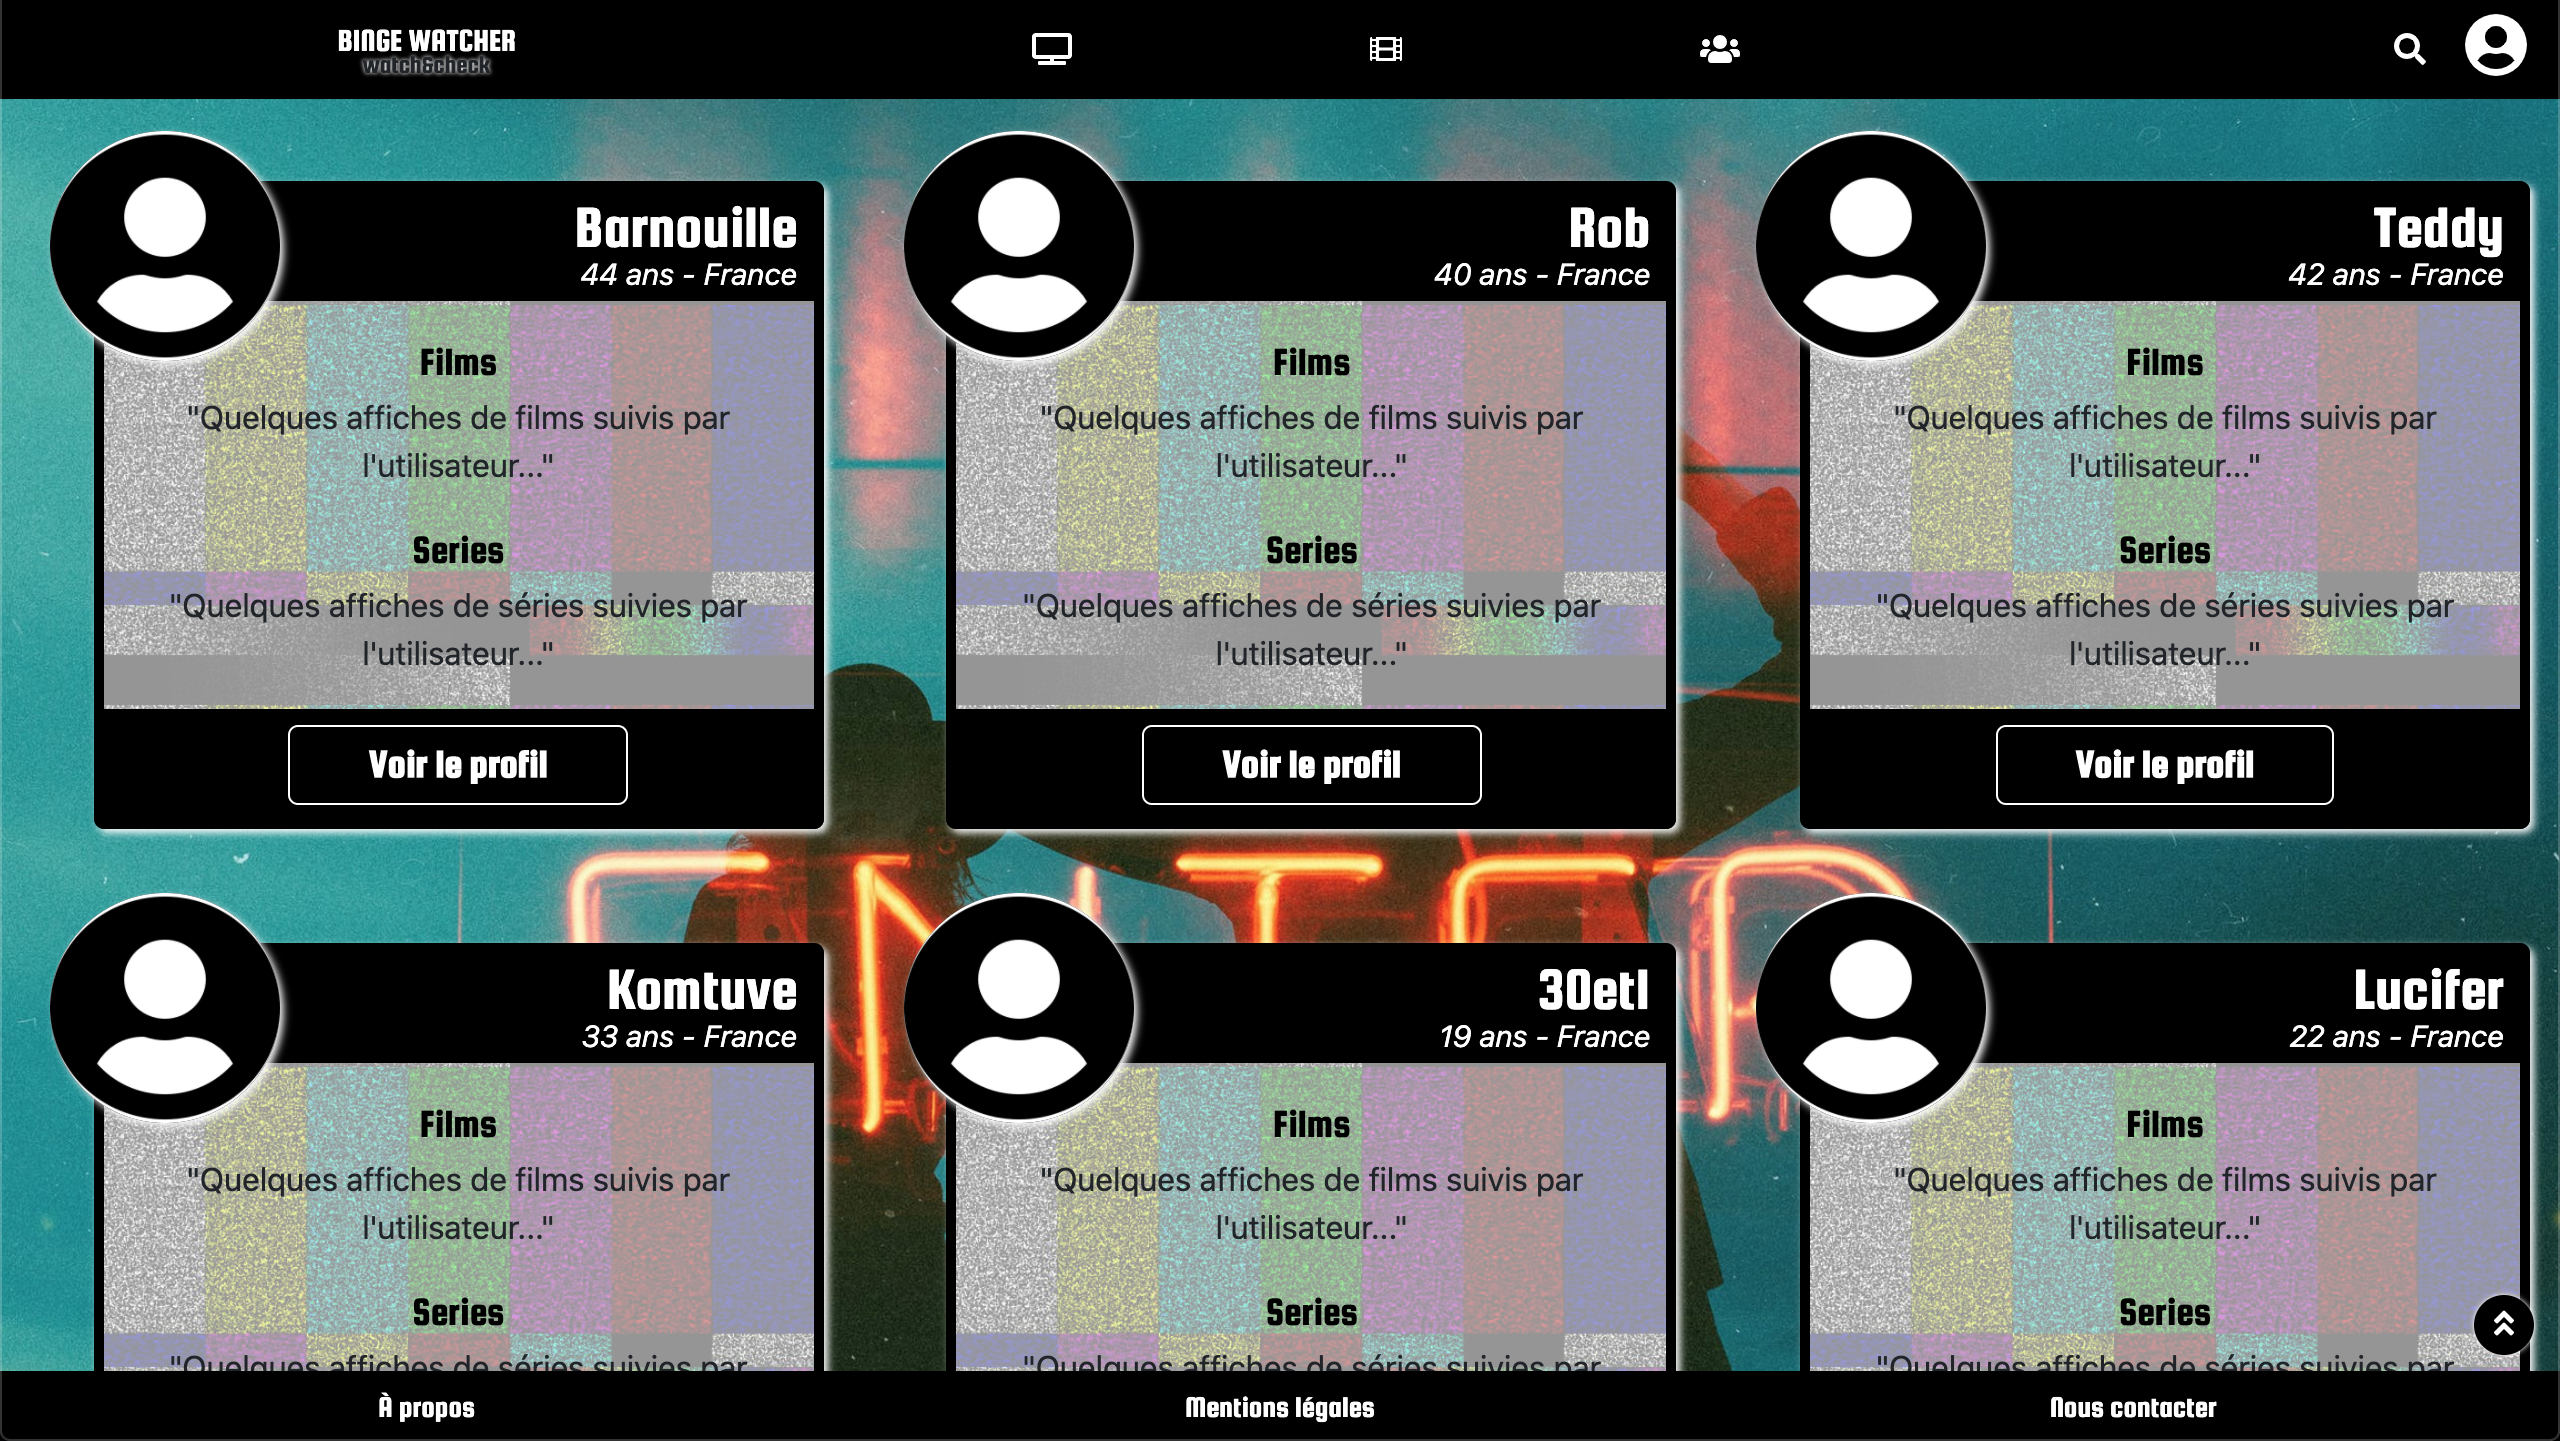 BINGE WATCHER
watch&check
Barnouille
44 ans - France
Films
"Quelques affiches de films suivis par
l'utilisateur..."
Series
"Quelques affiches de séries suivies par
l'utilisateur..."
Voir le profil
Rob
40 ans - France
Films
"Quelques affiches de films suivis par
l'utilisateur..."
Series
"Quelques affiches de séries suivies par
l'utilisateur..."
Voir le profil
Teddy
42 ans - France
Films
"Quelques affiches de films suivis par
l'utilisateur..."
Series
"Quelques affiches de séries suivies par
l'utilisateur..."
Voir le profil
Komtuve
33 ans - France
Films
"Quelques affiches de films suivis par
l'utilisateur..."
Series
"Quelques affiches de séries suivies par
30etl
19 ans - France
Films
"Quelques affiches de films suivis par
l'utilisateur..."
Series
"Quelques affiches de séries suivies par
Lucifer
22 ans - France
Films
"Quelques affiches de films suivis par
l'utilisateur..."
Series
"Quelques affiches de séries suivies par
À propos
Mentions légales
Nous contacter